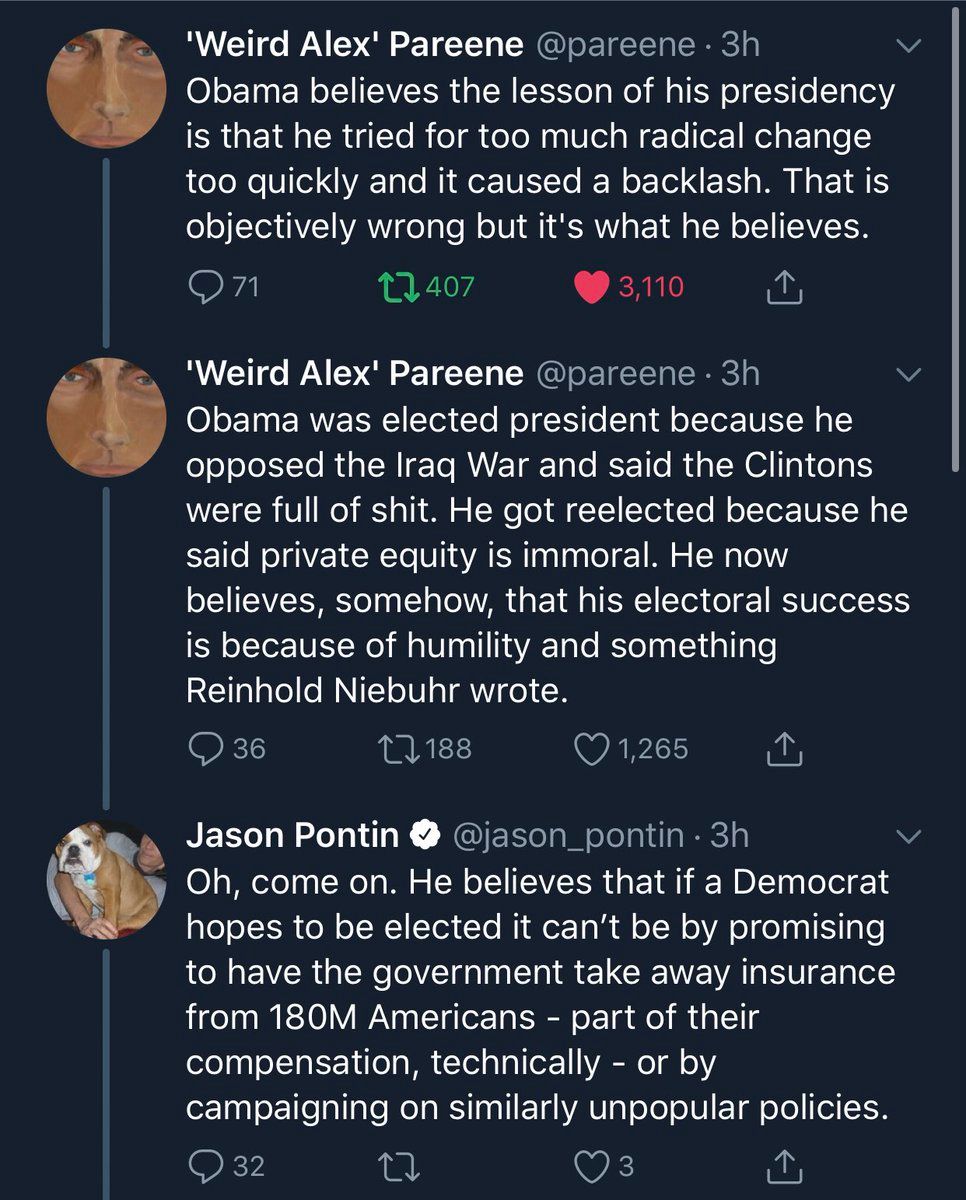 'Weird Alex' Pareene @pareene · 3h
Obama believes the lesson of his presidency
is that he tried for too much radical change
too quickly and it caused a backlash. That is
objectively wrong but it's what he believes.
71 407 3,110
'Weird Alex' Pareene @pareene · 3h
Obama was elected president because he
opposed the Iraq War and said the Clintons
were full of shit. He got reelected because he
said private equity is immoral. He now
believes, somehow, that his electoral success
is because of humility and something
Reinhold Niebuhr wrote.
36 188 1,265
Jason Pontin @jason_pontin · 3h
Oh, come on. He believes that if a Democrat
hopes to be elected it can’t be by promising
to have the government take away insurance
from 180M Americans - part of their
compensation, technically - or by
campaigning on similarly unpopular policies.
32 3